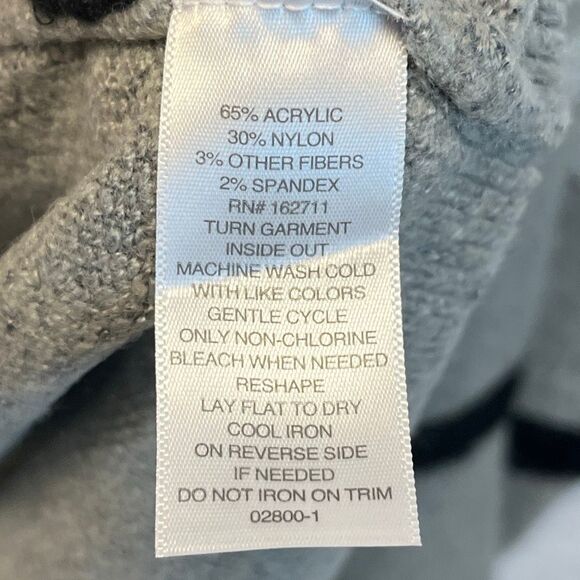 65% ACRYLIC
30% NYLON
3% OTHER FIBERS
2% SPANDEX
RN# 162711
TURN GARMENT
INSIDE OUT
MACHINE WASH COLD
WITH LIKE COLORS
GENTLE CYCLE
ONLY NON-CHLORINE
BLEACH WHEN NEEDED
RESHAPE
LAY FLAT TO DRY
COOL IRON
ON REVERSE SIDE
IF NEEDED
DO NOT IRON ON TRIM
02800-1